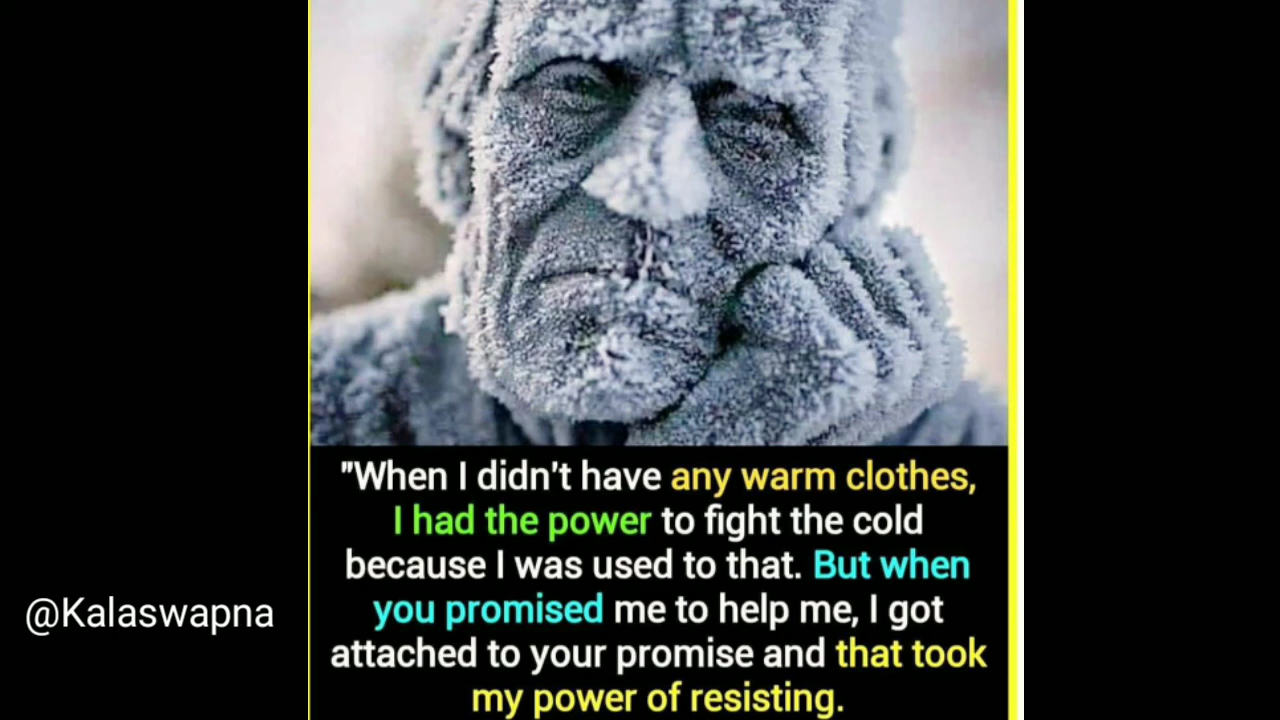 "When I didn't have any warm clothes,
I had the power to fight the cold
because I was used to that. But when
you promised me to help me, I got
attached to your promise and that took
my power of resisting.
@Kalaswapna